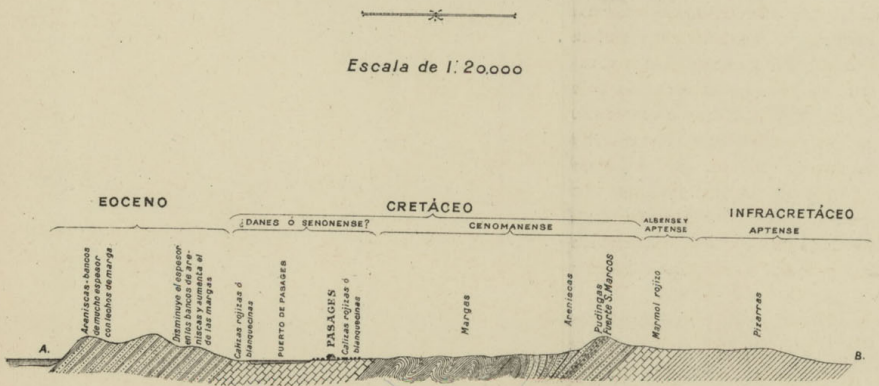 Escala de 1:20.000
EOCENO
CRETÁCEO
INFRACRETÁCEO
¿DANES Ó SENONENSE?
CENOMANENSE
ALBENSE Y
APTENSE
APTENSE
Areniscas-bancos
de mucho espesor
con lechos de marga.
Disminuye el espesor
en los bancos de are-
niscas y aumenta el
de las margas
Calizas rojizas ó
blanquecinas
PUERTO DE PASAGES
PASAGES
Calizas rojizas ó
blanquecinas
Margas
Areniscas
Pudingas
Fuerte S. Marcos
Marmol rojizo
Pizarras
A.
B.